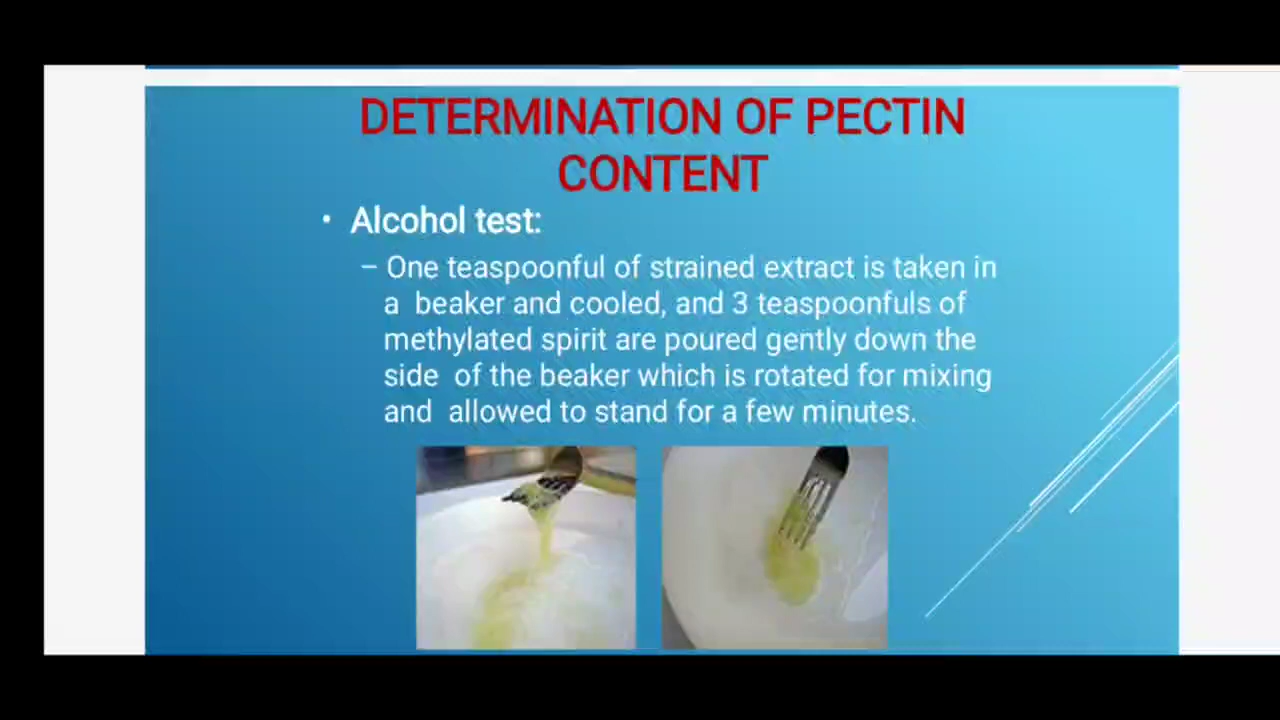 DETERMINATION OF PECTIN
CONTENT
• Alcohol test:
– One teaspoonful of strained extract is taken in
a beaker and cooled, and 3 teaspoonfuls of
methylated spirit are poured gently down the
side of the beaker which is rotated for mixing
and allowed to stand for a few minutes.